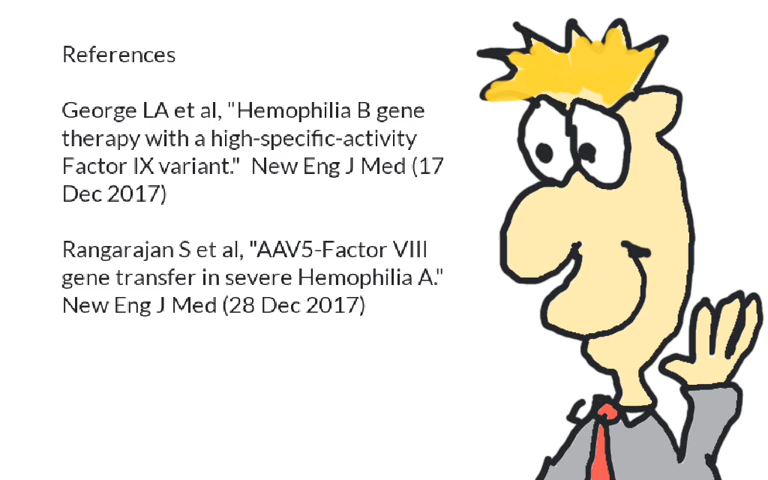 References
George LA et al, "Hemophilia B gene
therapy with a high-specific-activity
Factor IX variant."  New Eng J Med (17
Dec 2017)
Rangarajan S et al, "AAV5-Factor VIII
gene transfer in severe Hemophilia A."
New Eng J Med (28 Dec 2017)